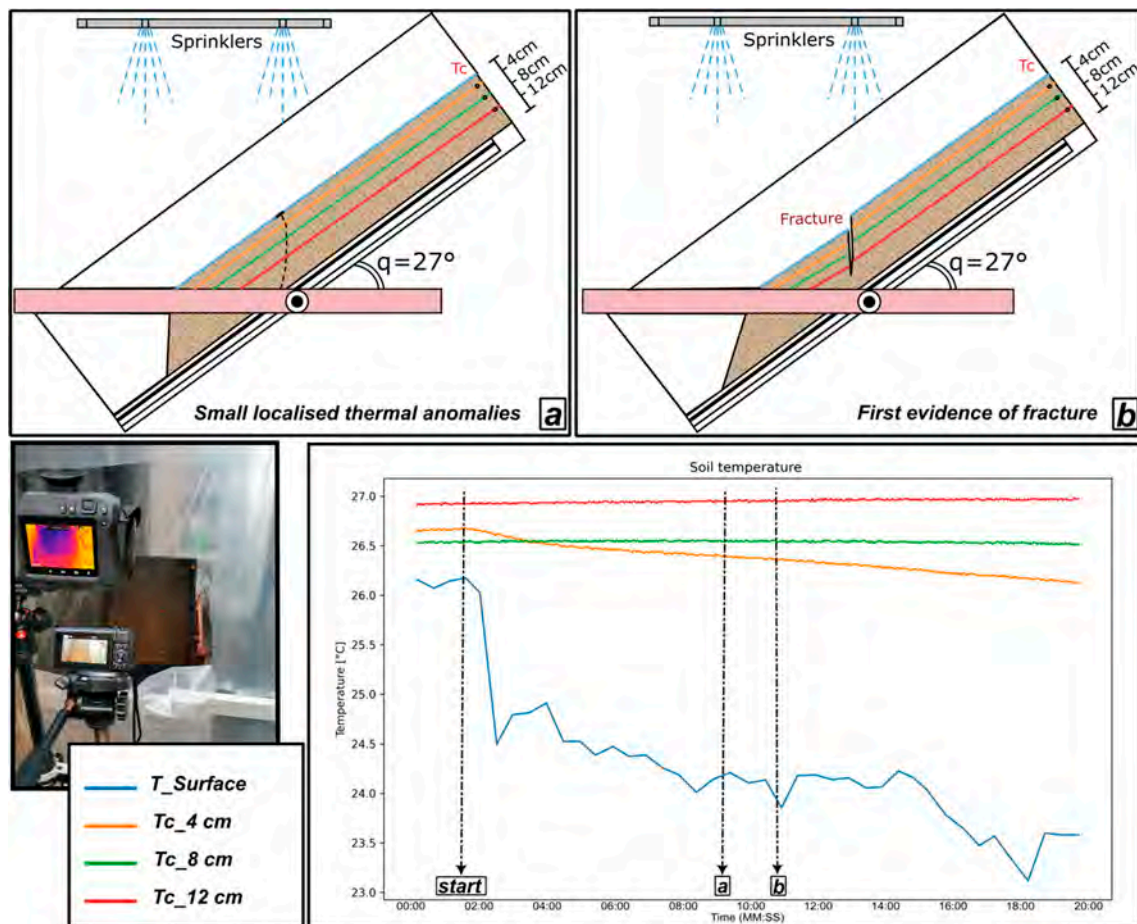 Sprinklers
Tc
4cm
8cm
12cm
q=27°
Small localised thermal anomalies
a
Sprinklers
Tc
4cm
8cm
12cm
Fracture
q=27°
First evidence of fracture
b
T_Surface
Tc_4 cm
Tc_8 cm
Tc_12 cm
Soil temperature
Temperature [°C]
27.0
26.5
26.0
25.5
25.0
24.5
24.0
23.5
23.0
start
a
b
00:00 02:00 04:00 06:00 08:00 10:00 12:00 14:00 16:00 18:00 20:00
Time (MM:SS)